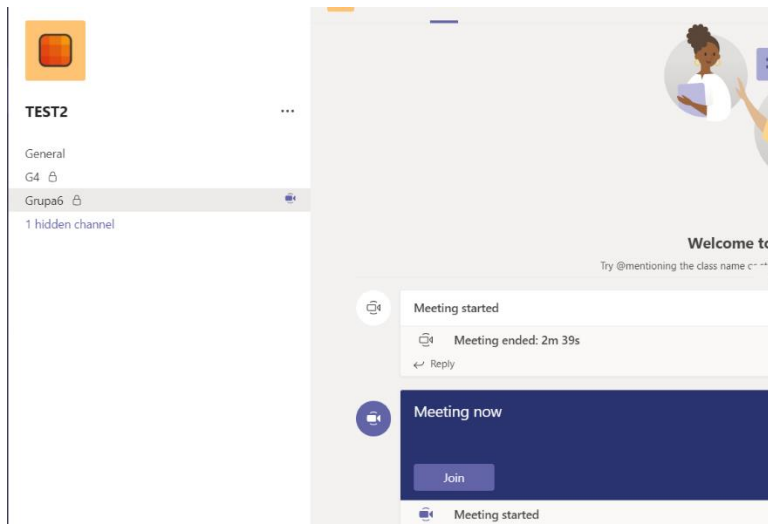 TEST2
...
General
G4
Grupa6
1 hidden channel
Welcome to
Try @mentioning the class name
Meeting started
Meeting ended: 2m 39s
Reply
Meeting now
Join
Meeting started